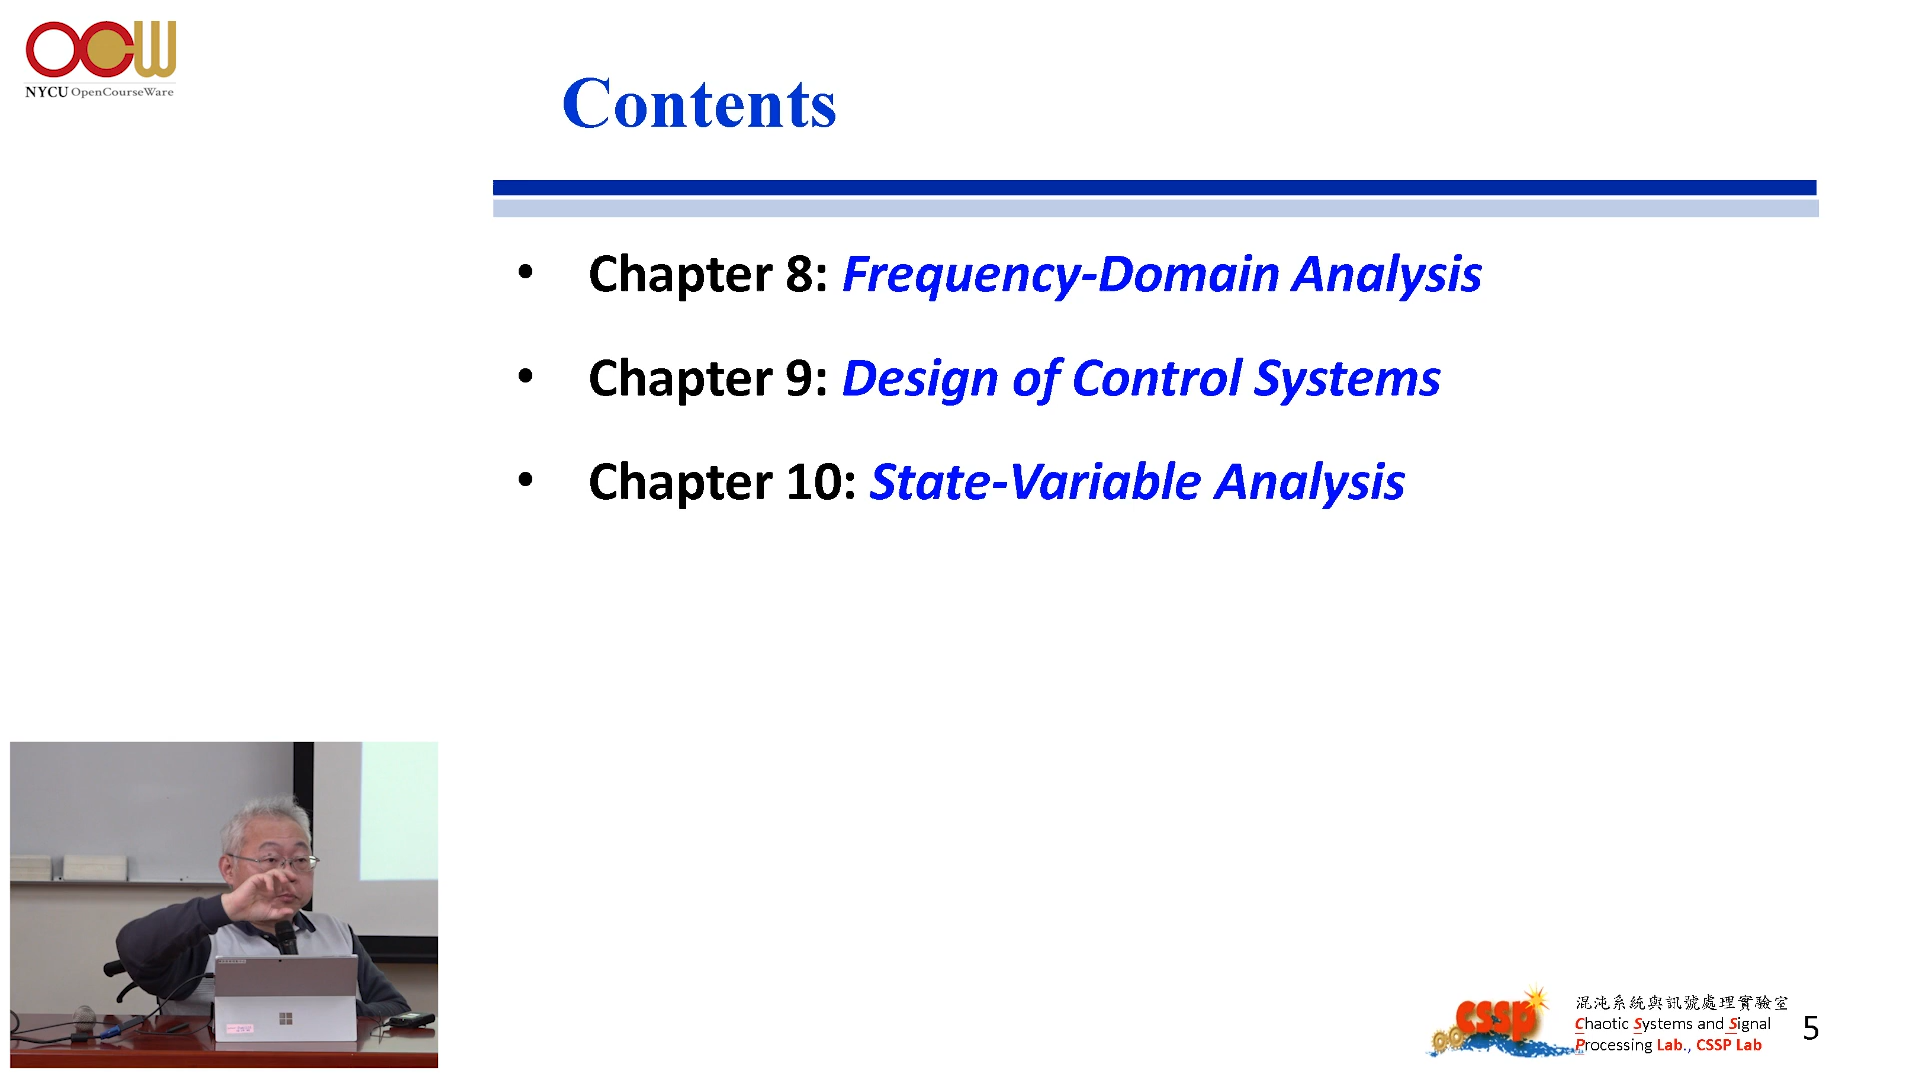 OCW
NYCU OpenCourseWare
Contents
• Chapter 8: Frequency-Domain Analysis
• Chapter 9: Design of Control Systems
• Chapter 10: State-Variable Analysis
cssp
混沌系統與訊號處理實驗室
Chaotic Systems and Signal
Processing Lab., CSSP Lab
5